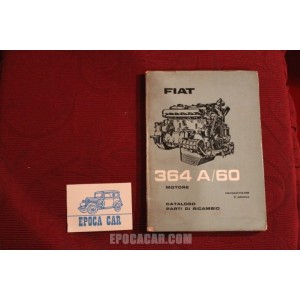 FIAT
364 A/60
MOTORE
CATALOGO
PARTI DI RICAMBIO
EPOCA CAR
EPOCACAR.COM